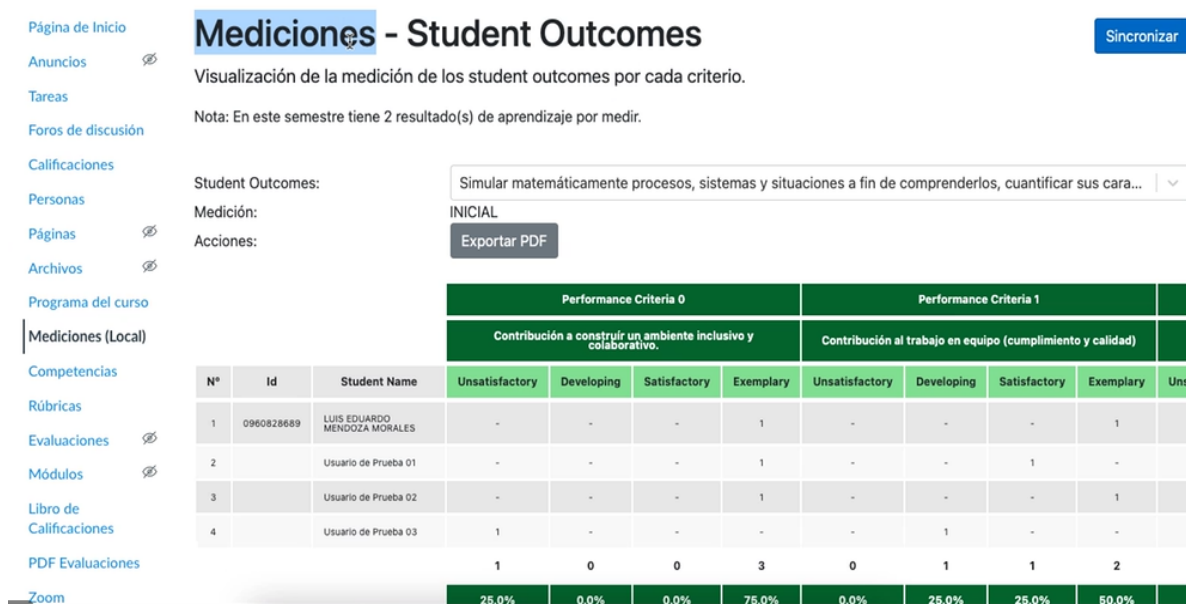 Página de Inicio
Anuncios
Tareas
Foros de discusión
Calificaciones
Personas
Páginas
Archivos
Programa del curso
Mediciones (Local)
Competencias
Rúbricas
Evaluaciones
Módulos
Libro de
Calificaciones
PDF Evaluaciones
Zoom
Mediciones - Student Outcomes
Sincronizar
Visualización de la medición de los student outcomes por cada criterio.
Nota: En este semestre tiene 2 resultado(s) de aprendizaje por medir.
Student Outcomes: Simular matemáticamente procesos, sistemas y situaciones a fin de comprenderlos, cuantificar sus cara...
Medición: INICIAL
Acciones: Exportar PDF
Performance Criteria 0 Performance Criteria 1
Contribución a construír un ambiente inclusivo y
colaborativo.
Contribución al trabajo en equipo (cumplimiento y calidad)
N° Id Student Name Unsatisfactory Developing Satisfactory Exemplary Unsatisfactory Developing Satisfactory Exemplary Uns
1 0960828689 LUIS EDUARDO
MENDOZA MORALES - - - 1 - - - 1
2 Usuario de Prueba 01 - - - 1 - - 1 -
3 Usuario de Prueba 02 - - - 1 - - - 1
4 Usuario de Prueba 03 1 - - - - 1 - -
1 0 0 3 0 1 1 2
25.0% 0.0% 0.0% 75.0% 0.0% 25.0% 25.0% 50.0%